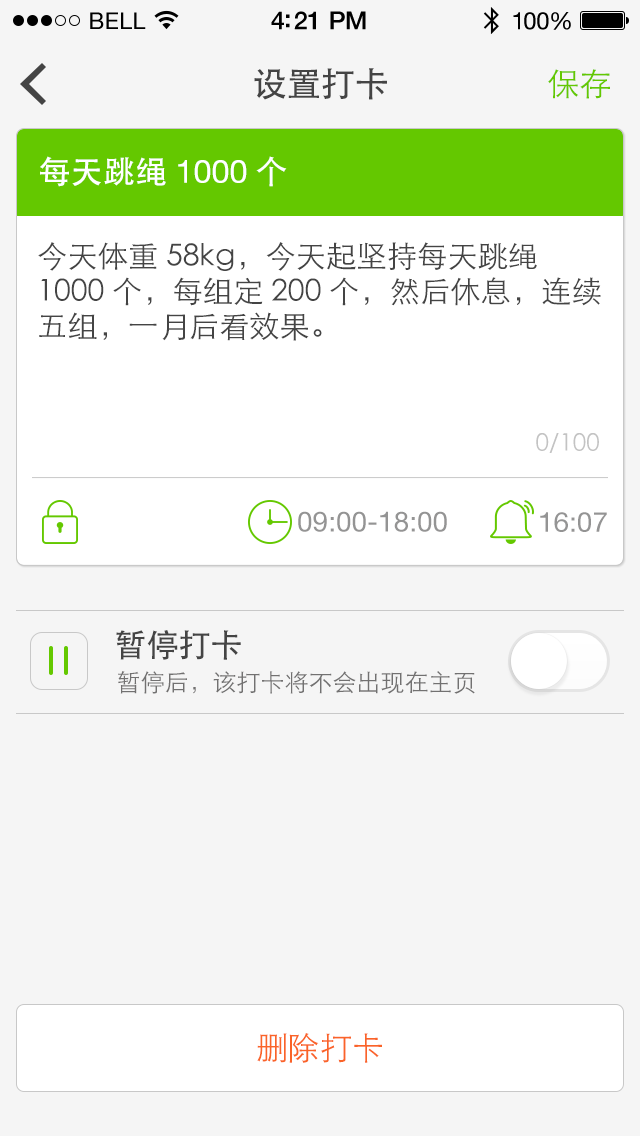 BELL 4:21 PM 100%
设置打卡 保存
每天跳绳 1000 个
今天体重 58kg，今天起坚持每天跳绳
1000 个，每组定 200 个，然后休息，连续
五组，一月后看效果。
0/100
09:00-18:00 16:07
暂停打卡
暂停后，该打卡将不会出现在主页
删除打卡